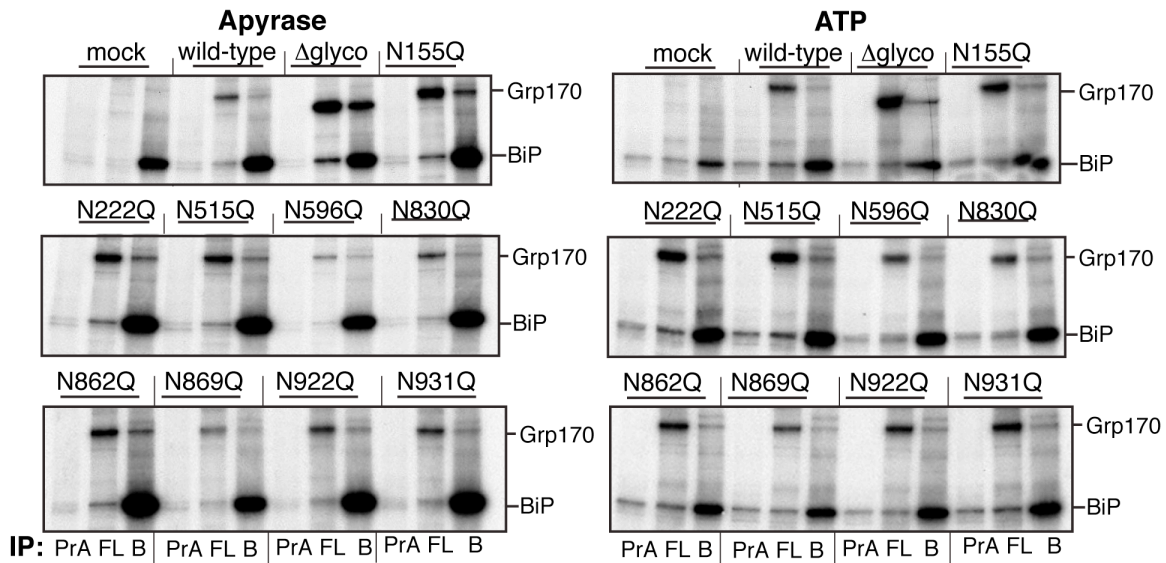 Apyrase ATP
mock wild-type Δglyco N155Q mock wild-type Δglyco N155Q
Grp170 Grp170
BiP BiP
N222Q N515Q N596Q N830Q N222Q N515Q N596Q N830Q
Grp170 Grp170
BiP BiP
N862Q N869Q N922Q N931Q N862Q N869Q N922Q N931Q
Grp170 Grp170
BiP BiP
IP: PrA FL B PrA FL B PrA FL B PrA FL B PrA FL B PrA FL B PrA FL B PrA FL B